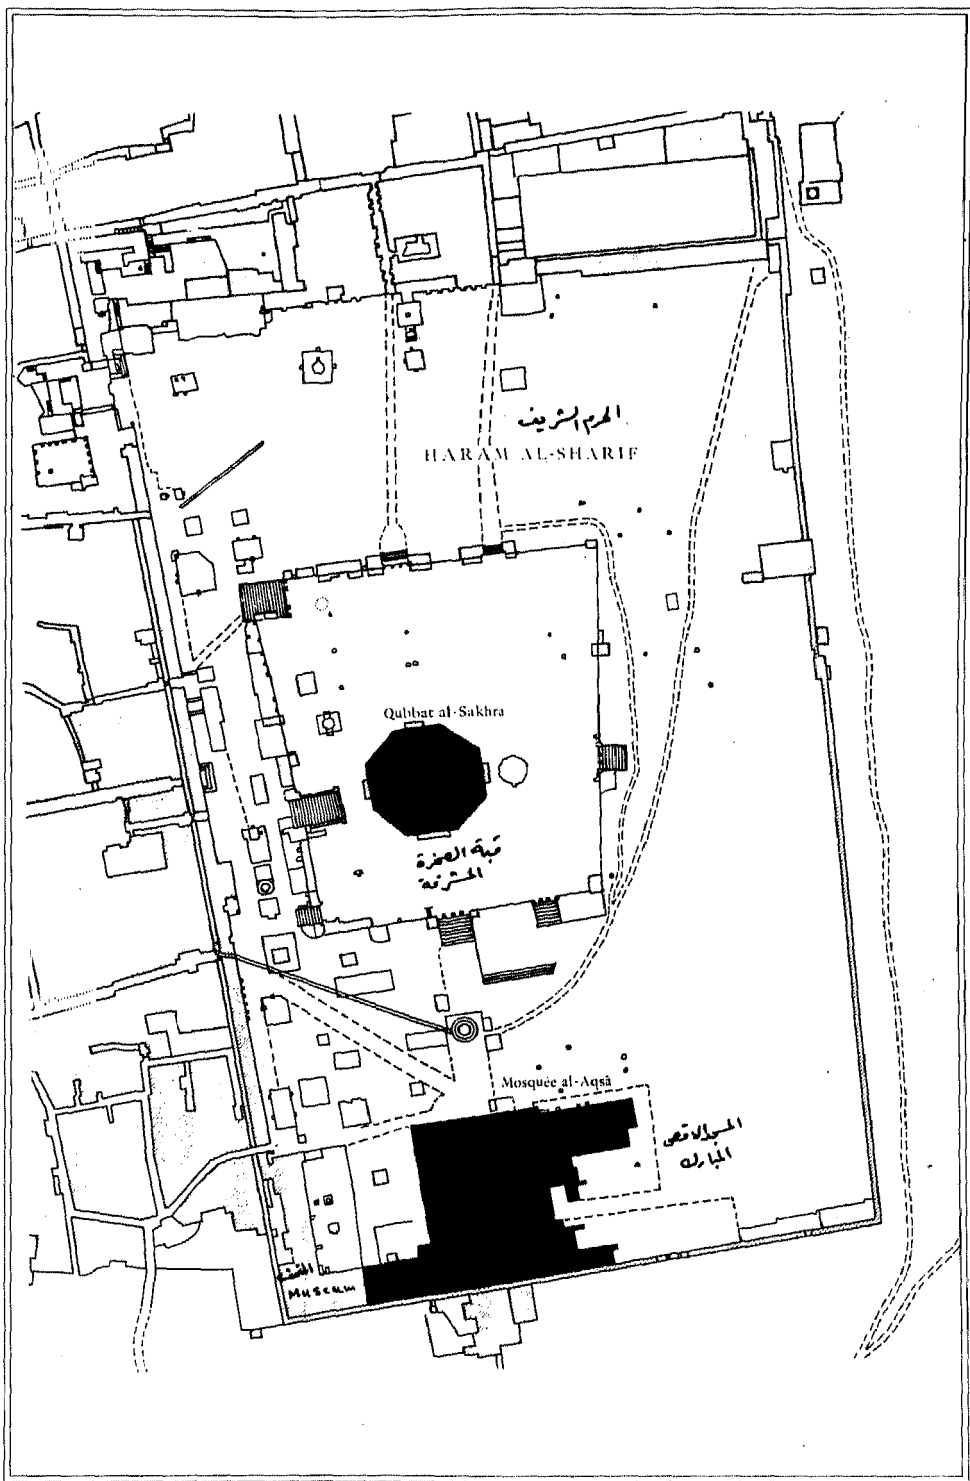 الحرم الشريف
HARAM AL-SHARIF
Qubbat al-Sakhra
قبة الصخرة
المشرفة
Mosquée al-Aqsâ
المسجد الاقصى
المبارك
المتحف
Museum